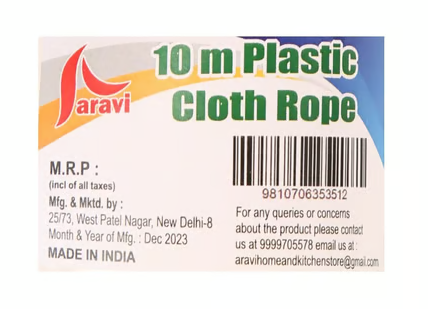 aravi
10 m Plastic
Cloth Rope
M.R.P :
(incl of all taxes)
Mfg. & Mktd. by :
25/73, West Patel Nagar, New Delhi-8
Month & Year of Mfg. : Dec 2023
MADE IN INDIA
9810706353512
For any queries or concerns
about the product please contact
us at 9999705578 email us at :
aravihomeandkitchenstore@gmail.com